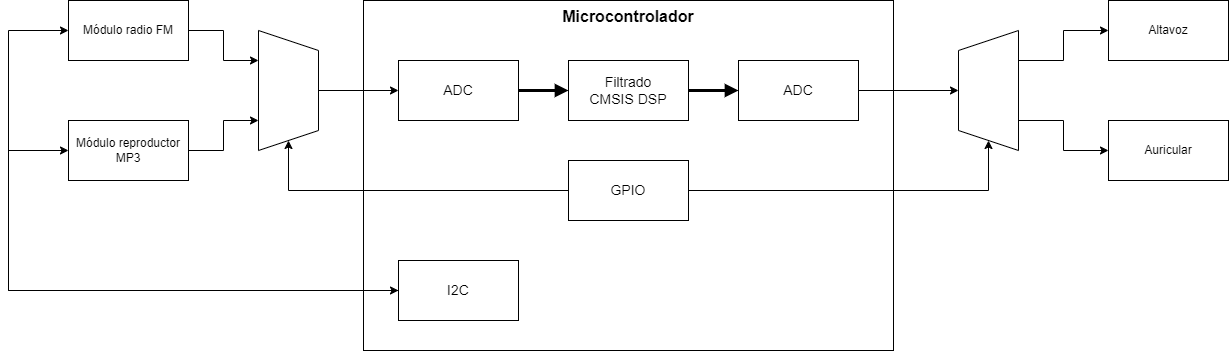 Microcontrolador
Módulo radio FM
Altavoz
ADC
Filtrado
CMSIS DSP
ADC
Módulo reproductor
MP3
Auricular
GPIO
I2C